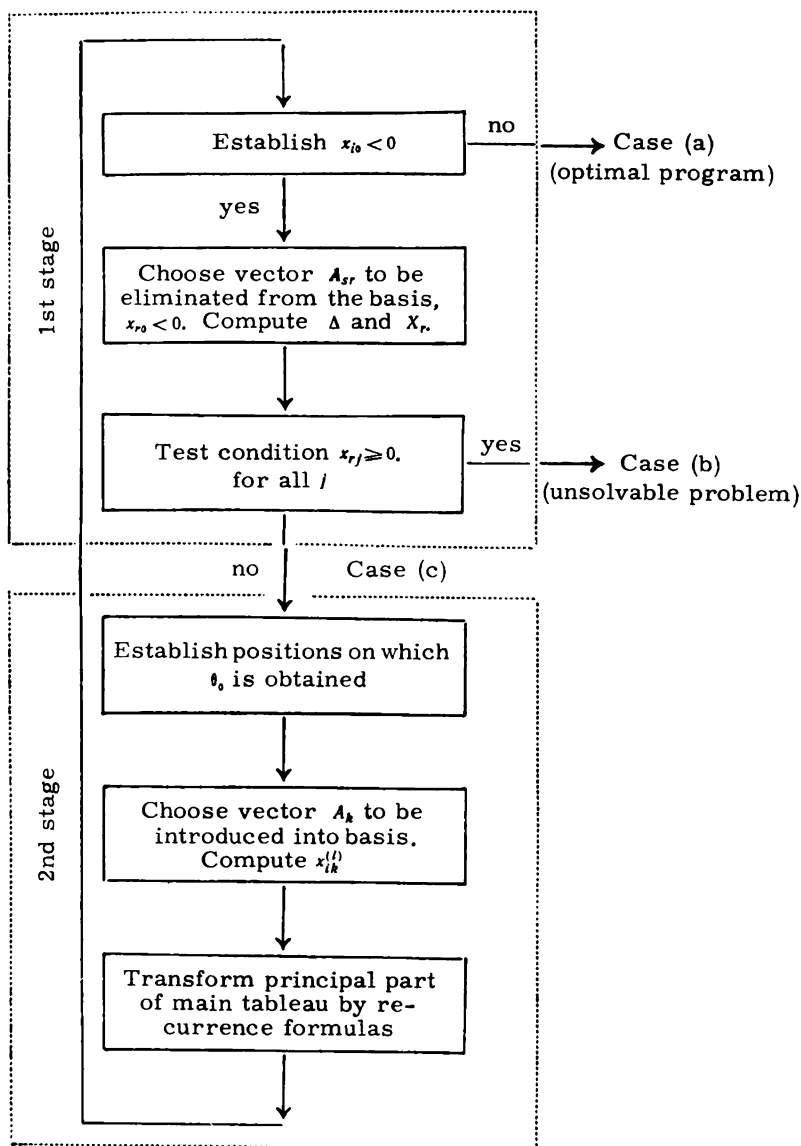 1st stage
Establish x_{i0} < 0
no
Case (a)
(optimal program)
yes
Choose vector A_{sr} to be
eliminated from the basis,
x_{r0} < 0. Compute Δ and X_r.
Test condition x_{rj} ≥ 0.
for all j
yes
Case (b)
(unsolvable problem)
no
Case (c)
2nd stage
Establish positions on which
θ_0 is obtained
Choose vector A_k to be
introduced into basis.
Compute x_{ik}^{(l)}
Transform principal part
of main tableau by re-
currence formulas